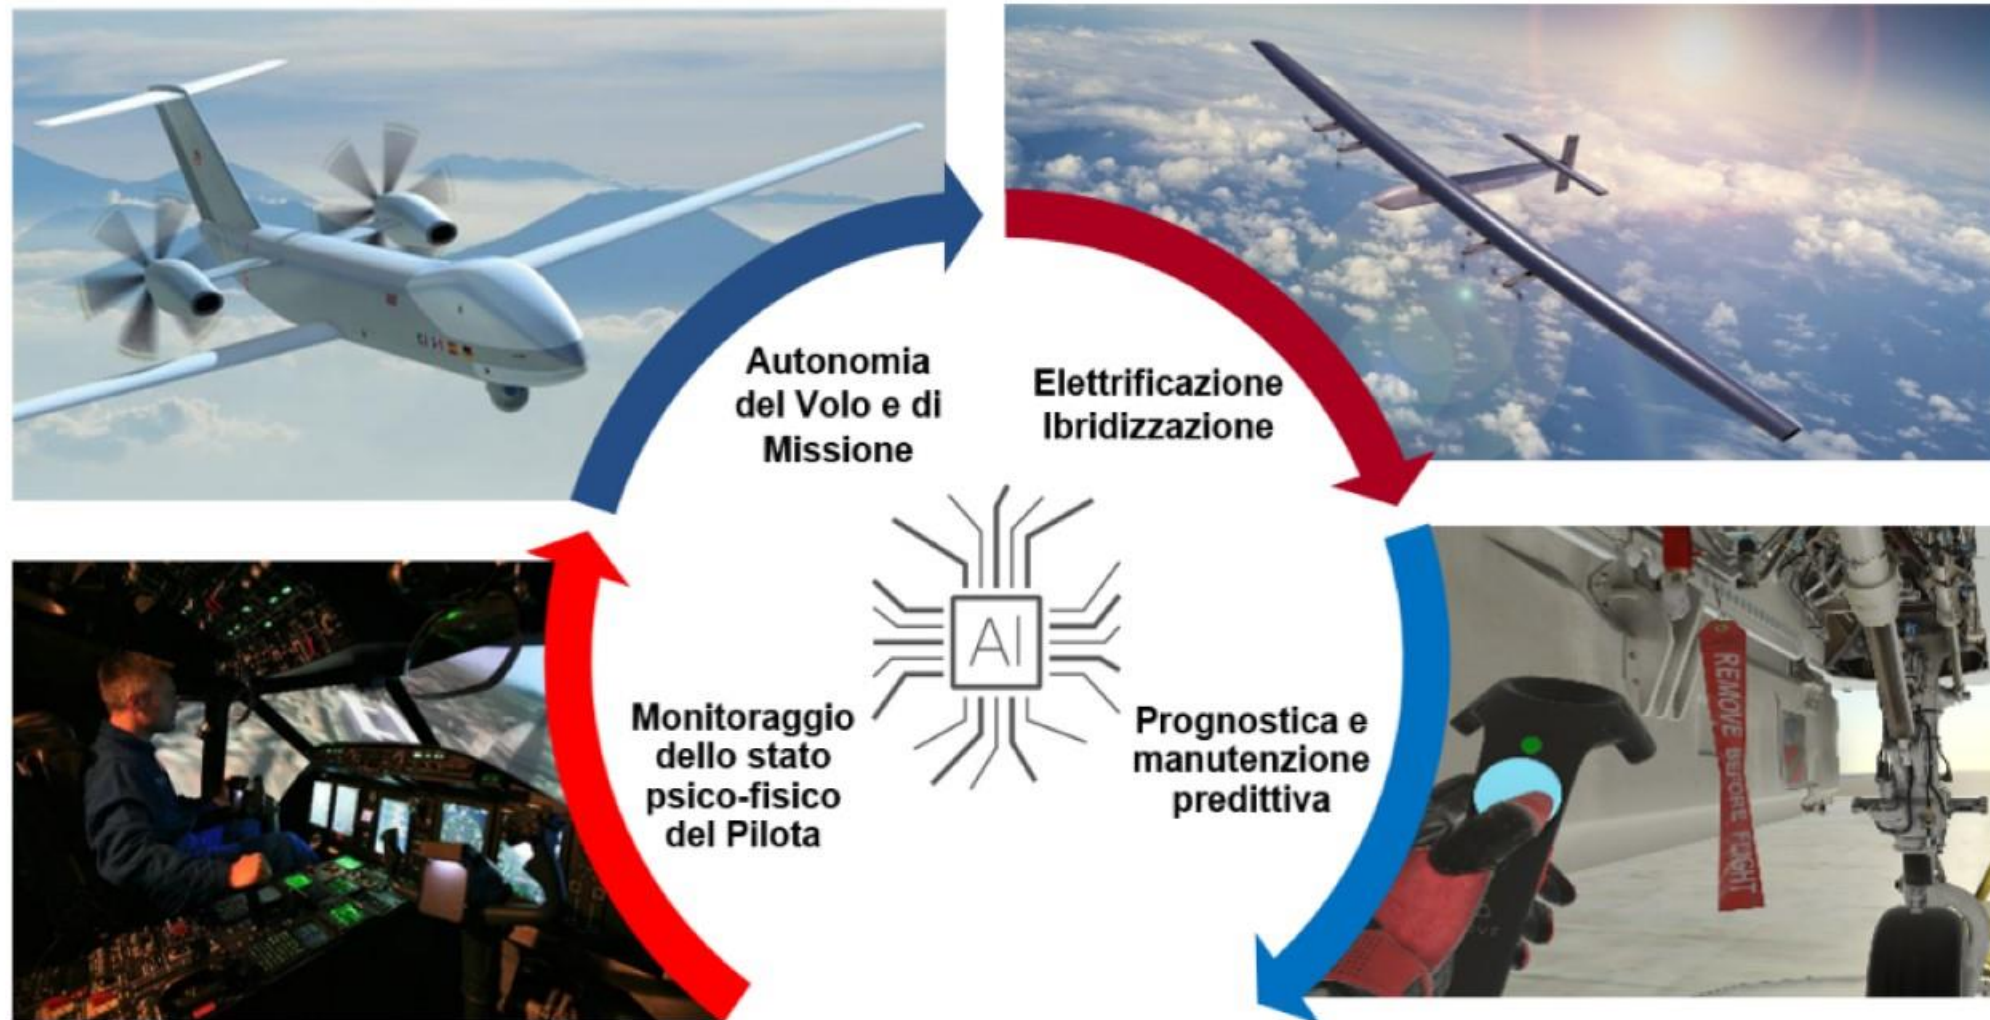 Autonomia
del Volo e di
Missione
Elettrificazione
Ibridizzazione
AI
Monitoraggio
dello stato
psico-fisico
del Pilota
Prognostica e
manutenzione
predittiva
REMOVE BEFORE FLIGHT